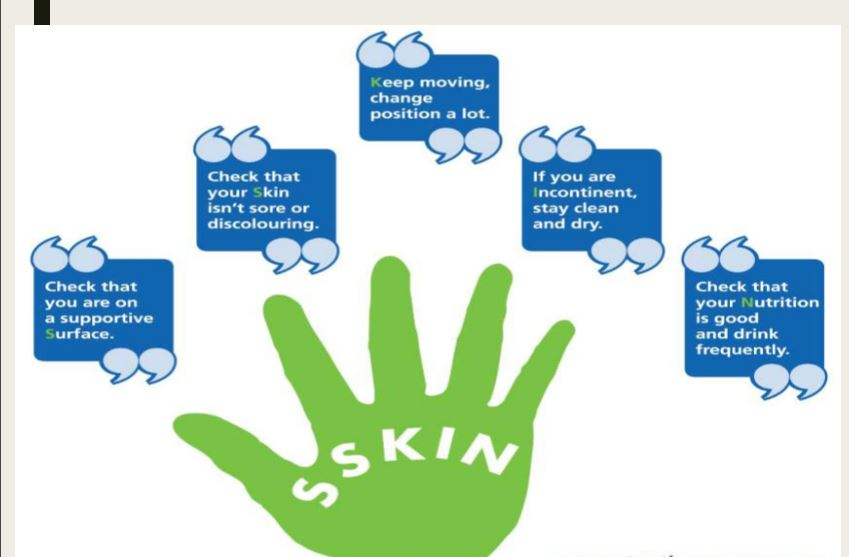 Keep moving,
change
position a lot.
Check that
your Skin
isn't sore or
discolouring.
If you are
Incontinent,
stay clean
and dry.
Check that
you are on
a supportive
Surface.
Check that
your Nutrition
is good
and drink
frequently.
SSKIN